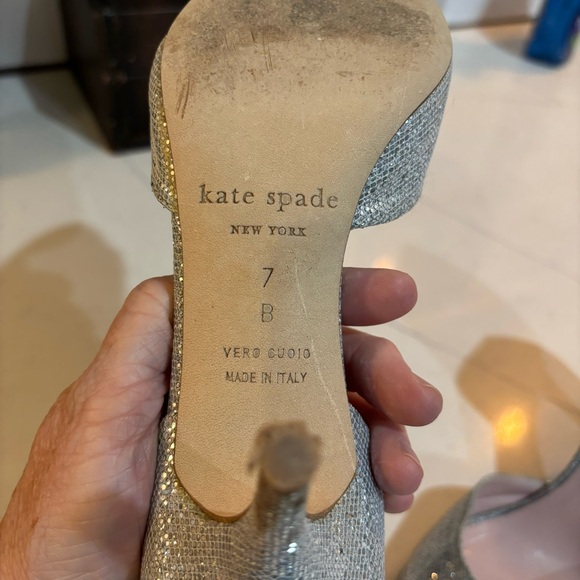 kate spade
NEW YORK
7
B
VERO CUOIO
MADE IN ITALY